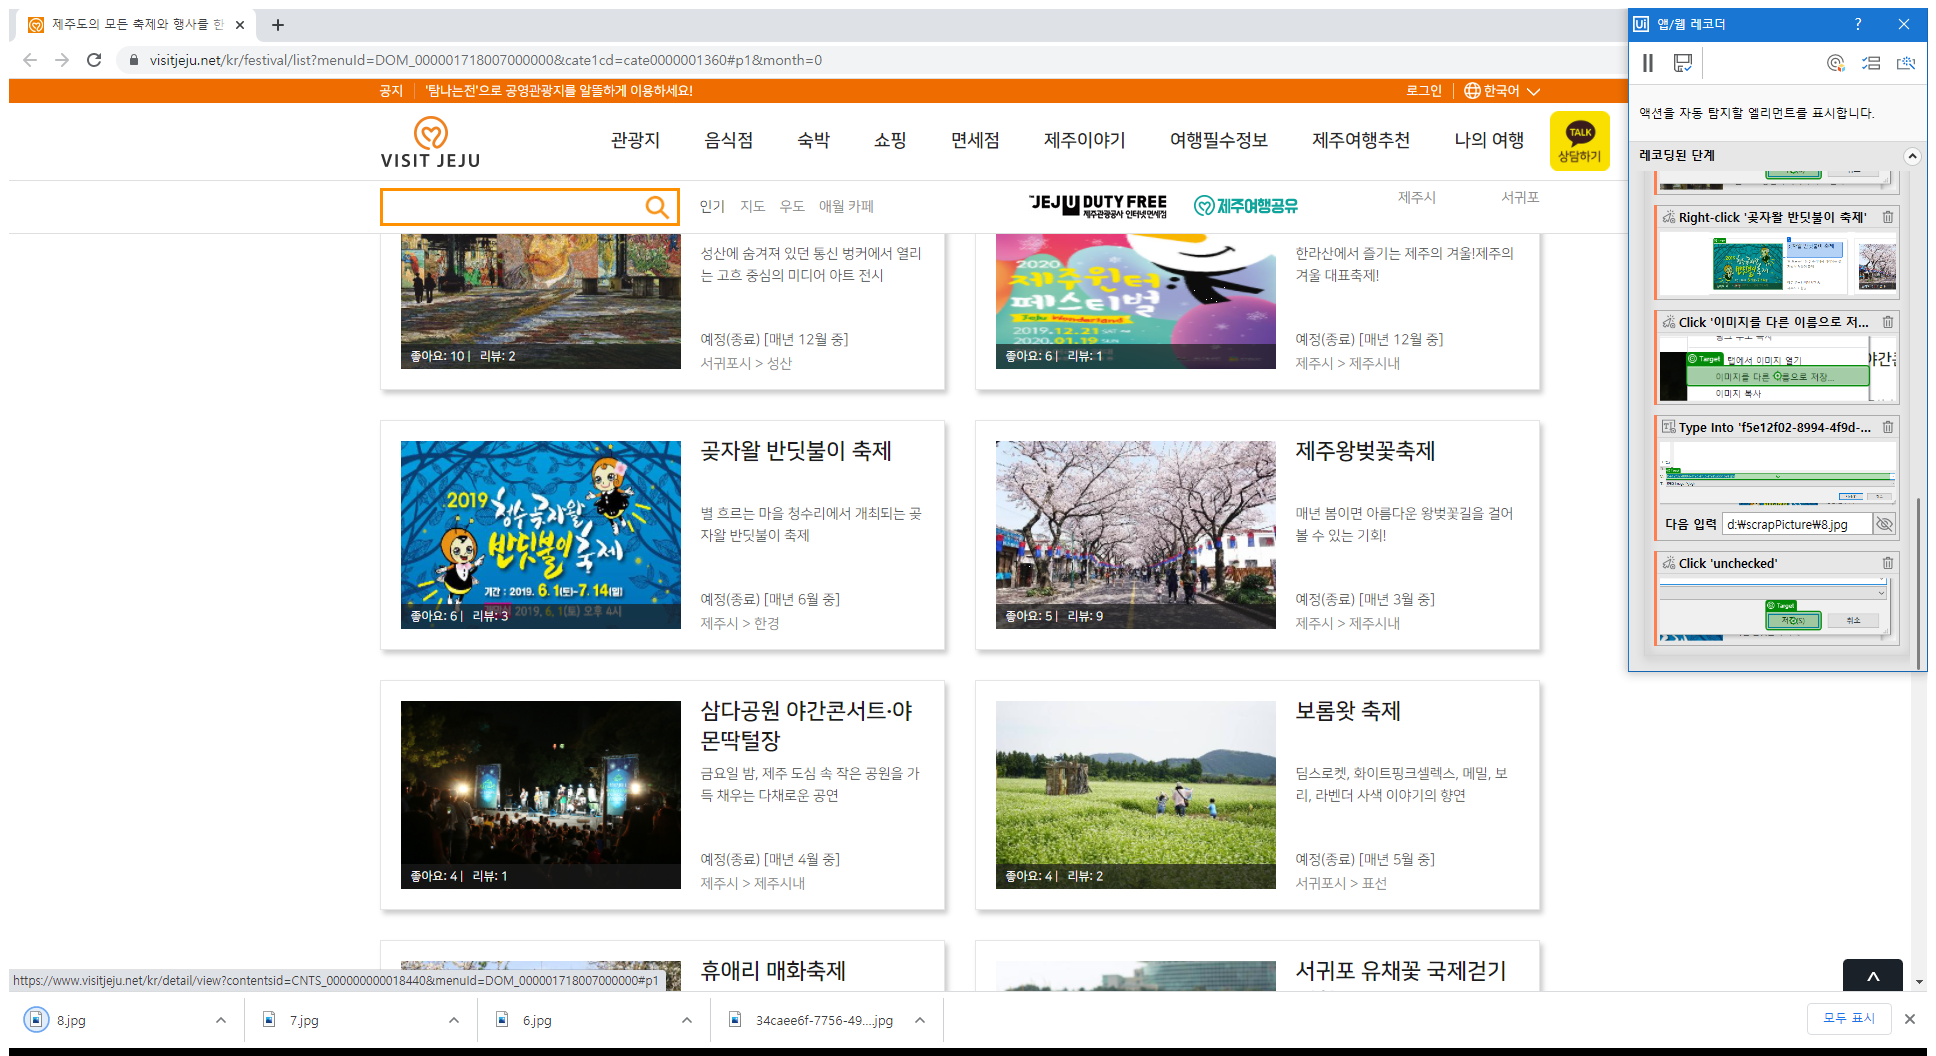 제주도의 모든 축제와 행사를 한
visitjeju.net/kr/festival/list?menuId=DOM_000001718007000000&cate1cd=cate0000001360#p1&month=0
공지
'탐나는전'으로 공영관광지를 알뜰하게 이용하세요!
로그인
한국어
VISIT JEJU
관광지
음식점
숙박
쇼핑
면세점
제주이야기
여행필수정보
제주여행추천
나의 여행
TALK
상담하기
인기
지도
우도
애월 카페
JEJU DUTY FREE
제주관광공사 인터넷면세점
제주여행공유
제주시
서귀포
성산에 숨겨져 있던 통신 벙커에서 열리
는 고흐 중심의 미디어 아트 전시
예정(종료) [매년 12월 중]
서귀포시 > 성산
좋아요: 10 | 리뷰: 2
2020
제주윈터
페스티벌
Jeju Wonderland
2019.12.21
2020.01.19
좋아요: 6 | 리뷰: 1
한라산에서 즐기는 제주의 겨울!제주의
겨울 대표축제!
예정(종료) [매년 12월 중]
제주시 > 제주시내
2019
청수곶자왈
반딧불이축제
기간 : 2019. 6. 1(토)-7. 14(일)
2019. 6. 1(토) 오후 4시
좋아요: 6 | 리뷰: 3
곶자왈 반딧불이 축제
별 흐르는 마을 청수리에서 개최되는 곶
자왈 반딧불이 축제
예정(종료) [매년 6월 중]
제주시 > 한경
좋아요: 5 | 리뷰: 9
제주왕벚꽃축제
매년 봄이면 아름다운 왕벚꽃길을 걸어
볼 수 있는 기회!
예정(종료) [매년 3월 중]
제주시 > 제주시내
좋아요: 4 | 리뷰: 1
삼다공원 야간콘서트·야
몬딱털장
금요일 밤, 제주 도심 속 작은 공원을 가
득 채우는 다채로운 공연
예정(종료) [매년 4월 중]
제주시 > 제주시내
좋아요: 4 | 리뷰: 2
보롬왓 축제
딤스로켓, 화이트핑크셀렉스, 메밀, 보
리, 라벤더 사색 이야기의 향연
예정(종료) [매년 5월 중]
서귀포시 > 표선
휴애리 매화축제
서귀포 유채꽃 국제걷기
https://www.visitjeju.net/kr/detail/view?contentsid=CNTS_000000000018440&menuId=DOM_000001718007000000#p1
8.jpg
7.jpg
6.jpg
34caee6f-7756-49....jpg
모두 표시
Ui 앱/웹 레코더
?
액션을 자동 탐지할 엘리먼트를 표시합니다.
레코딩된 단계
Right-click '곶자왈 반딧불이 축제'
Click '이미지를 다른 이름으로 저...
Target
탭에서 이미지 열기
이미지를 다른 이름으로 저장...
이미지 복사
야간콘
Type Into 'f5e12f02-8994-4f9d-...
다음 입력
d:₩scrapPicture₩8.jpg
Click 'unchecked'
Target
저장(S)
취소